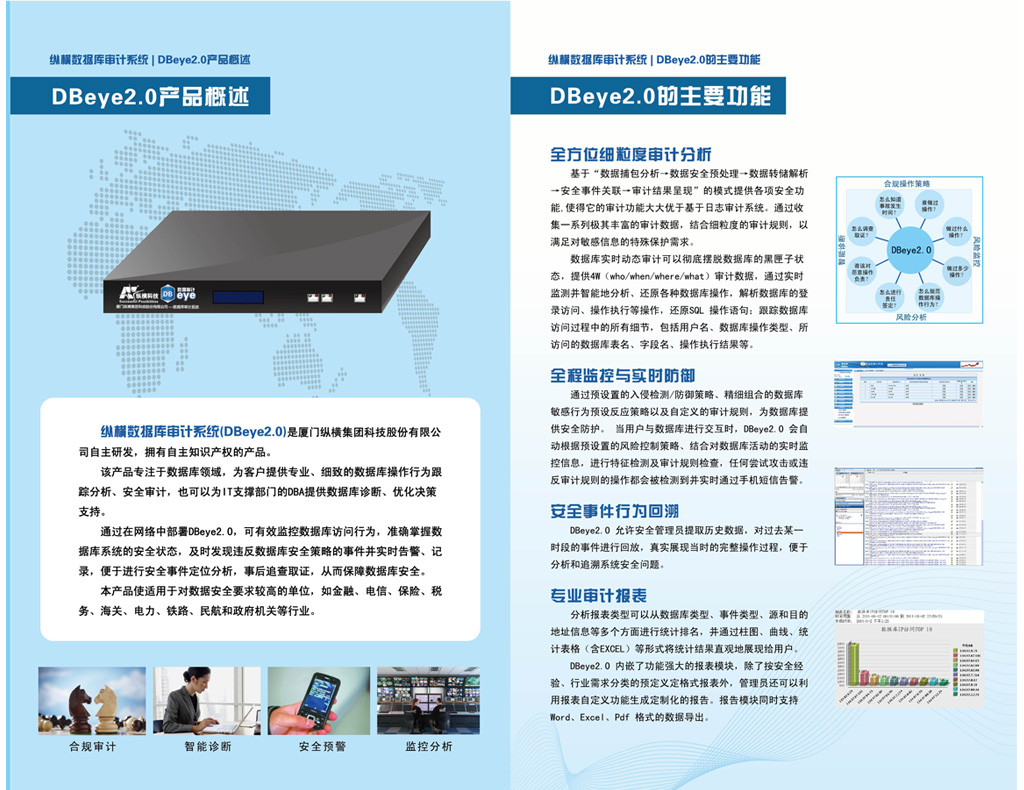 纵横数据库审计系统 | DBeye2.0产品概述
DBeye2.0产品概述
纵横科技
DB
eye
纵横数据库审计系统(DBeye2.0)是厦门纵横集团科技股份有限公
司自主研发，拥有自主知识产权的产品。
该产品专注于数据库领域，为客户提供专业、细致的数据库操作行为跟
踪分析、安全审计，也可以为IT支撑部门的DBA提供数据库诊断、优化决策
支持。
通过在网络中部署DBeye2.0，可有效监控数据库访问行为，准确掌握数
据库系统的安全状态，及时发现违反数据库安全策略的事件并实时告警、记
录，便于进行安全事件定位分析，事后追查取证，从而保障数据库安全。
本产品使适用于对数据安全要求较高的单位，如金融、电信、保险、税
务、海关、电力、铁路、民航和政府机关等行业。
合规审计
智能诊断
安全预警
监控分析
纵横数据库审计系统 | DBeye2.0的主要功能
DBeye2.0的主要功能
全方位细粒度审计分析
基于“数据捕包分析→数据安全预处理→数据转储解析
→安全事件关联→审计结果呈现”的模式提供各项安全功
能,使得它的审计功能大大优于基于日志审计系统。通过收
集一系列极其丰富的审计数据，结合细粒度的审计规则，以
满足对敏感信息的特殊保护需求。
数据库实时动态审计可以彻底摆脱数据库的黑匣子状
态，提供4W（who/when/where/what）审计数据，通过实时
监测并智能地分析、还原各种数据库操作，解析数据库的登
录访问、操作执行等操作，还原SQL 操作语句；跟踪数据库
访问过程中的所有细节，包括用户名、数据库操作类型、所
访问的数据库表名、字段名、操作执行结果等。
全程监控与实时防御
通过预设置的入侵检测/防御策略、精细组合的数据库
敏感行为预设反应策略以及自定义的审计规则，为数据库提
供安全防护。 当用户与数据库进行交互时，DBeye2.0 会自
动根据预设置的风险控制策略、结合对数据库活动的实时监
控信息，进行特征检测及审计规则检查，任何尝试攻击或违
反审计规则的操作都会被检测到并实时通过手机短信告警。
安全事件行为回溯
DBeye2.0 允许安全管理员提取历史数据，对过去某一
时段的事件进行回放，真实展现当时的完整操作过程，便于
分析和追溯系统安全问题。
专业审计报表
分析报表类型可以从数据库类型、事件类型、源和目的
地址信息等多个方面进行统计排名，并通过柱图、曲线、统
计表格（含EXCEL）等形式将统计结果直观地展现给用户。
DBeye2.0 内嵌了功能强大的报表模块，除了按安全经
验、行业需求分类的预定义定格式报表外，管理员还可以利
用报表自定义功能生成定制化的报告。报告模块同时支持
Word、Excel、Pdf 格式的数据导出。
合规操作策略
怎么知道
事故发生
时间？
谁做过
操作？
怎么调查
取证？
做过什么
操作？
DBeye2.0
智能诊断
风险监控
谁该对
恶意操作
负责？
做过多少
操作？
怎么进行
责任
鉴定？
怎么规范
数据库操
作行为？
风险分析
数据库IP访问TOP 10